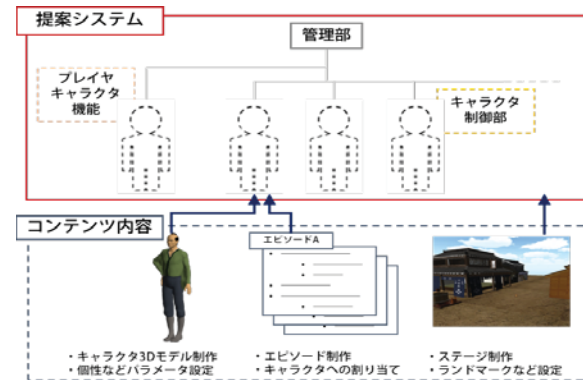 提案システム
管理部
プレイヤ
キャラクタ
機能
キャラクタ
制御部
コンテンツ内容
エピソードA
・キャラクタ3Dモデル制作
・個性などパラメータ設定
・エピソード制作
・キャラクタへの割り当て
・ステージ制作
・ランドマークなど設定